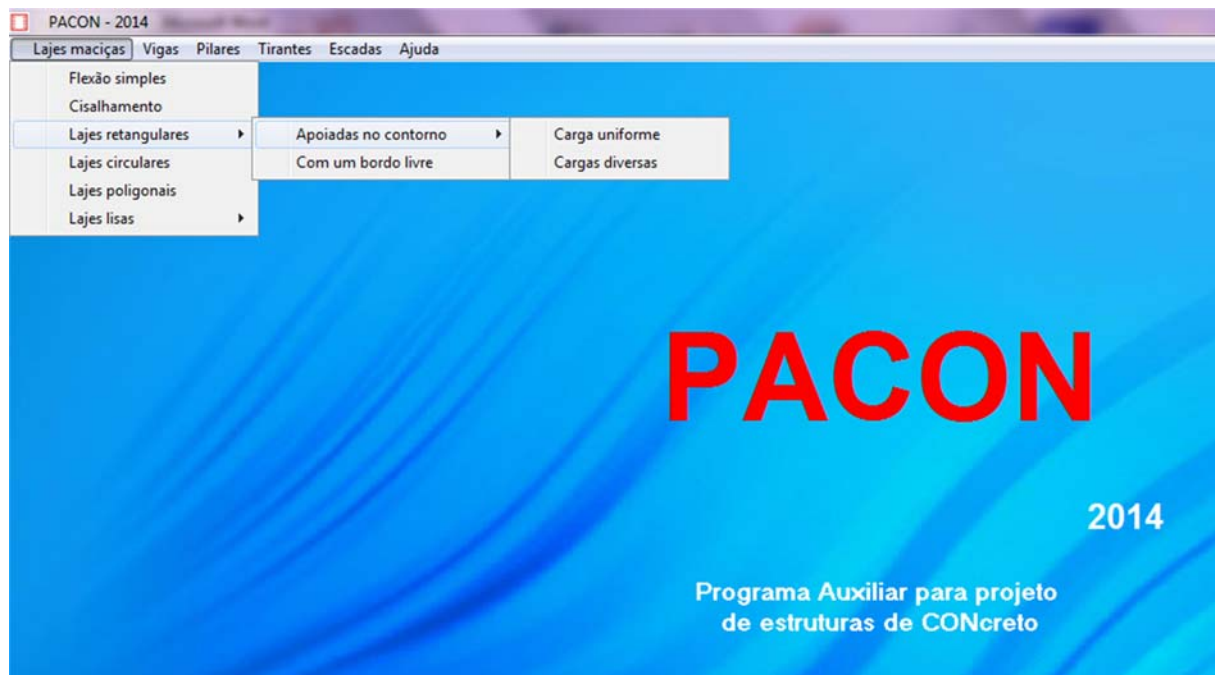 PACON - 2014
Lajes maciças Vigas Pilares Tirantes Escadas Ajuda
Flexão simples
Cisalhamento
Lajes retangulares Apoiadas no contorno Carga uniforme
Lajes circulares Com um bordo livre Cargas diversas
Lajes poligonais
Lajes lisas
PACON
2014
Programa Auxiliar para projeto
de estruturas de CONcreto